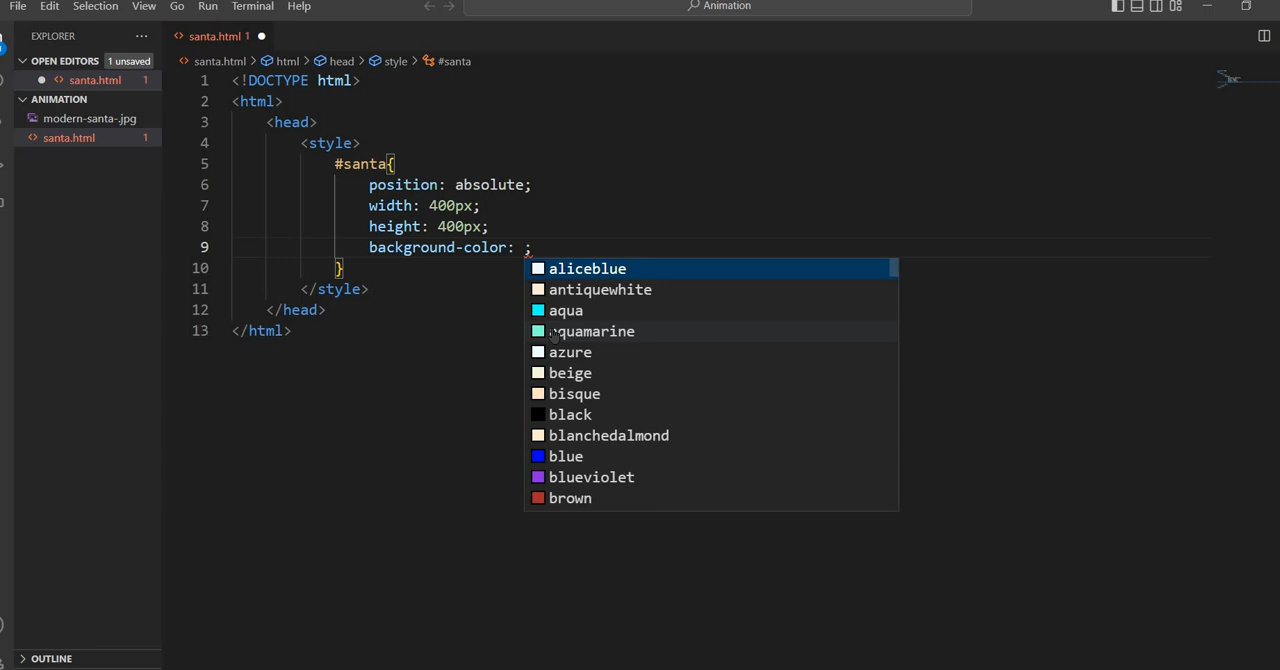 File Edit Selection View Go Run Terminal Help Animation
EXPLORER ··· santa.html 1
OPEN EDITORS 1 unsaved
santa.html > html > head > style > #santa
santa.html 1
ANIMATION
modern-santa-.jpg
santa.html 1
1 <!DOCTYPE html>
2 <html>
3 <head>
4 <style>
5 #santa{
6 position: absolute;
7 width: 400px;
8 height: 400px;
9 background-color: ;
10 }
11 </style>
12 </head>
13 </html>
aliceblue
antiquewhite
aqua
aquamarine
azure
beige
bisque
black
blanchedalmond
blue
blueviolet
brown
OUTLINE